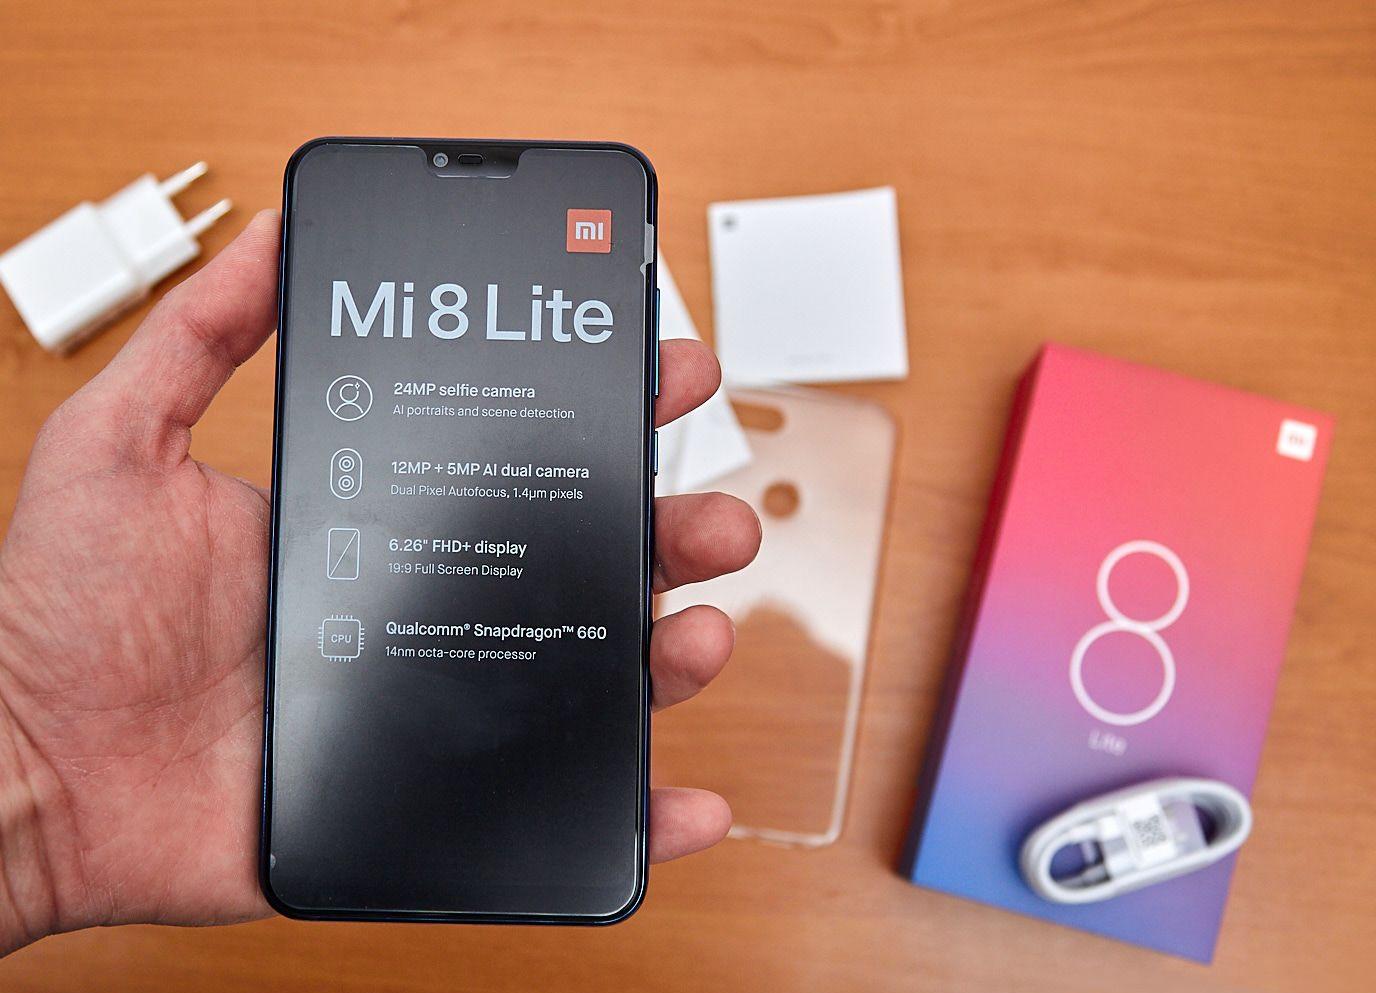 mi
Mi 8 Lite
24MP selfie camera
AI portraits and scene detection
12MP + 5MP AI dual camera
Dual Pixel Autofocus, 1.4µm pixels
6.26" FHD+ display
19:9 Full Screen Display
CPU
Qualcomm® Snapdragon™ 660
14nm octa-core processor
mi
8
Lite